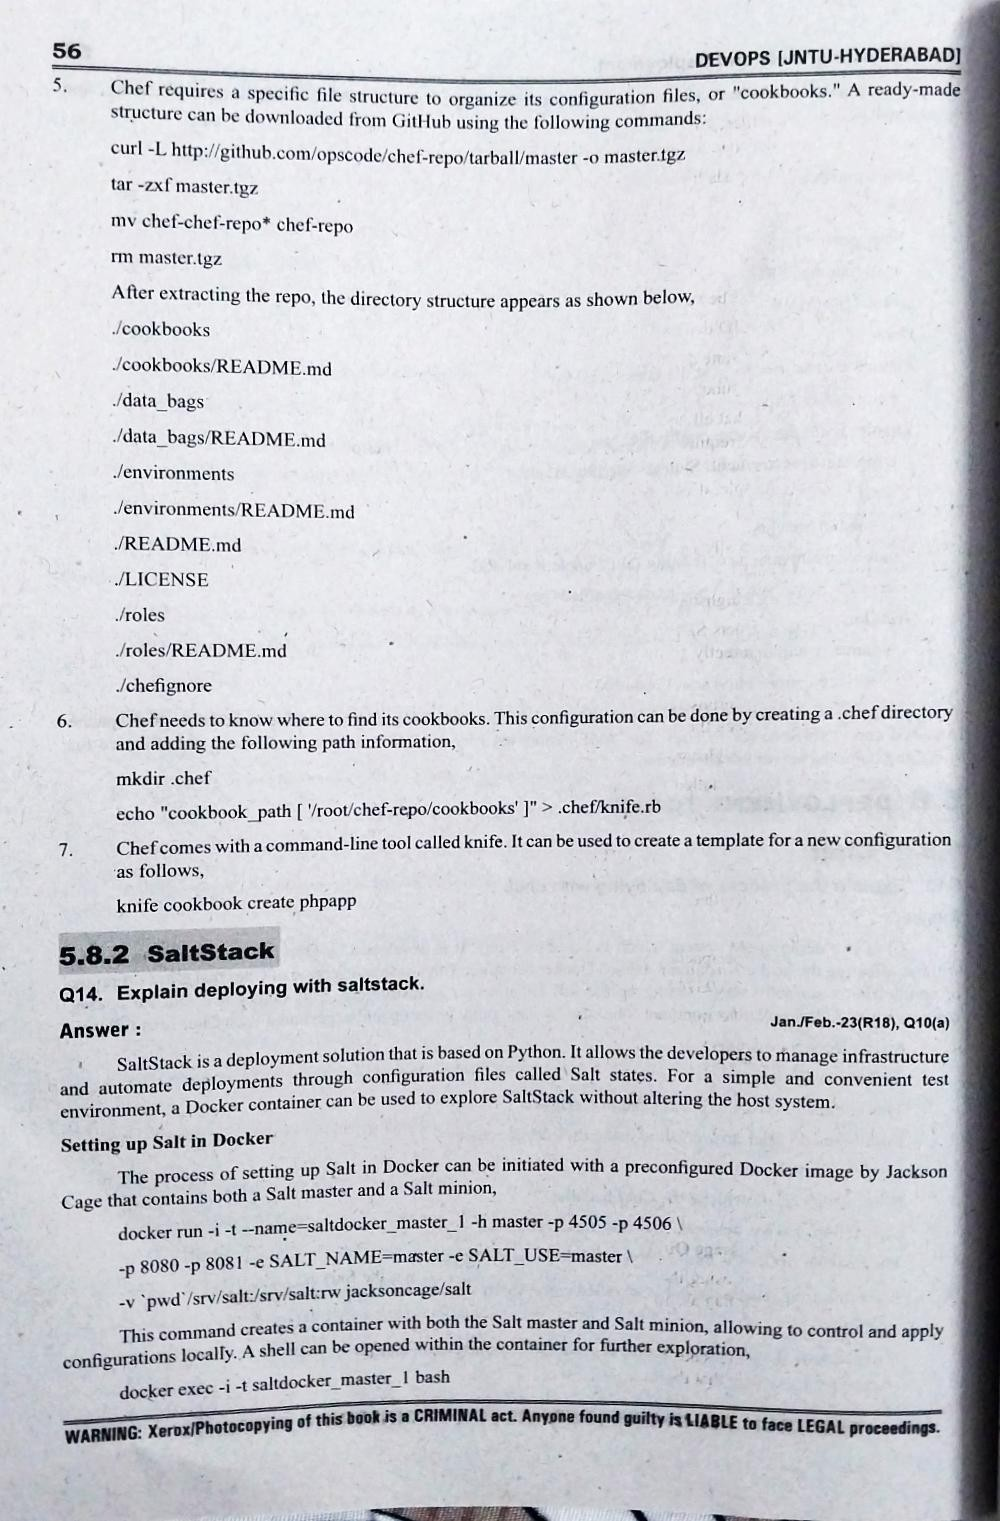 56
DEVOPS [JNTU-HYDERABAD]
5. Chef requires a specific file structure to organize its configuration files, or "cookbooks." A ready-made
structure can be downloaded from GitHub using the following commands:
curl -L http://github.com/opscode/chef-repo/tarball/master -o master.tgz
tar -zxf master.tgz
mv chef-chef-repo* chef-repo
rm master.tgz
After extracting the repo, the directory structure appears as shown below,
./cookbooks
./cookbooks/README.md
./data_bags
./data_bags/README.md
./environments
./environments/README.md
./README.md
./LICENSE
./roles
./roles/README.md
./chefignore
6. Chef needs to know where to find its cookbooks. This configuration can be done by creating a .chef directory
and adding the following path information,
mkdir .chef
echo "cookbook_path [ '/root/chef-repo/cookbooks' ]" > .chef/knife.rb
7. Chef comes with a command-line tool called knife. It can be used to create a template for a new configuration
as follows,
knife cookbook create phpapp
5.8.2 SaltStack
Q14. Explain deploying with saltstack.
Answer :
Jan./Feb.-23(R18), Q10(a)
SaltStack is a deployment solution that is based on Python. It allows the developers to manage infrastructure
and automate deployments through configuration files called Salt states. For a simple and convenient test
environment, a Docker container can be used to explore SaltStack without altering the host system.
Setting up Salt in Docker
The process of setting up Salt in Docker can be initiated with a preconfigured Docker image by Jackson
Cage that contains both a Salt master and a Salt minion,
docker run -i -t --name=saltdocker_master_1 -h master -p 4505 -p 4506 \
-p 8080 -p 8081 -e SALT_NAME=master -e SALT_USE=master \
-v `pwd`/srv/salt:/srv/salt:rw jacksoncage/salt
This command creates a container with both the Salt master and Salt minion, allowing to control and apply
configurations locally. A shell can be opened within the container for further exploration,
docker exec -i -t saltdocker_master_1 bash
WARNING: Xerox/Photocopying of this book is a CRIMINAL act. Anyone found guilty is LIABLE to face LEGAL proceedings.